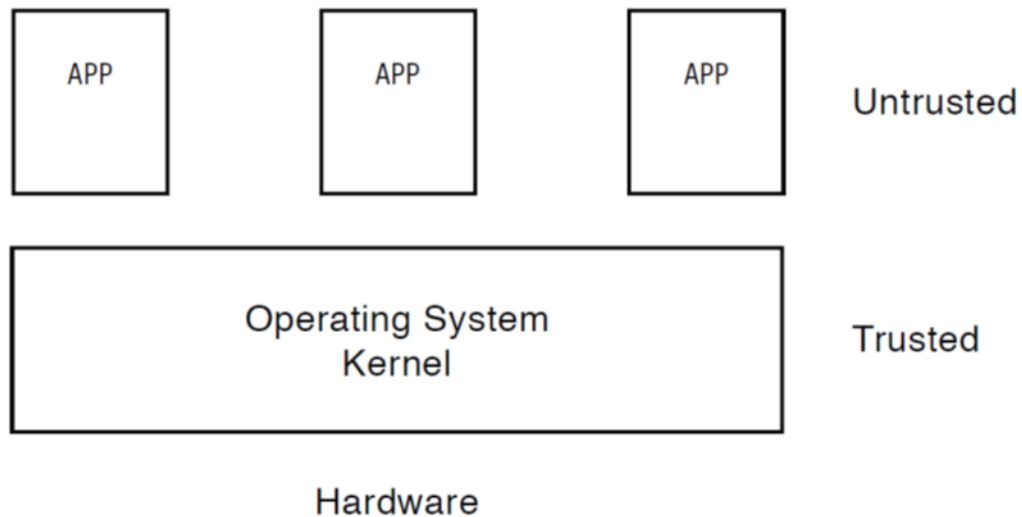 APP
APP
APP
Untrusted
Operating System
Kernel
Trusted
Hardware